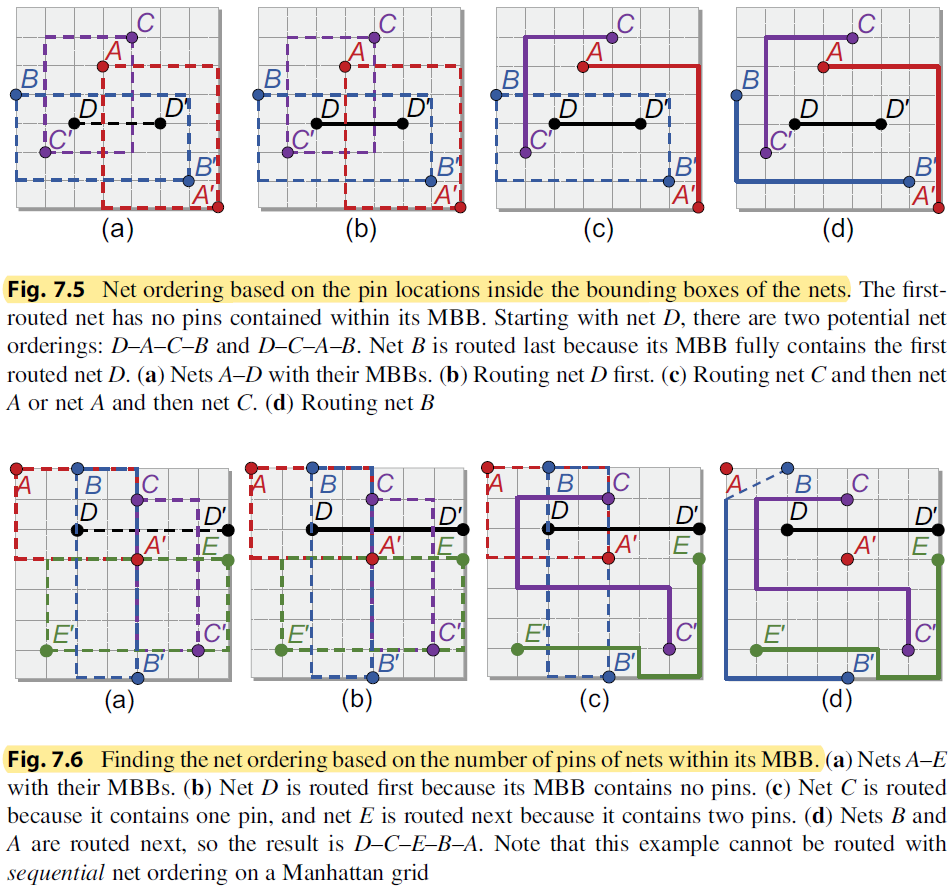 C
A
B
D
D'
C'
B'
A'
C
A
B
D
D'
C'
B'
A'
C
A
B
D
D'
C'
B'
A'
C
A
B
D
D'
C'
B'
A'
(a)
(b)
(c)
(d)
Fig. 7.5 Net ordering based on the pin locations inside the bounding boxes of the nets. The first-
routed net has no pins contained within its MBB. Starting with net D, there are two potential net
orderings: D–A–C–B and D–C–A–B. Net B is routed last because its MBB fully contains the first
routed net D. (a) Nets A–D with their MBBs. (b) Routing net D first. (c) Routing net C and then net
A or net A and then net C. (d) Routing net B
A
B
C
D
D'
A'
E
E'
C'
B'
A
B
C
D
D'
A'
E
E'
C'
B'
A
B
C
D
D'
A'
E
E'
C'
B'
A
B
C
D
D'
A'
E
E'
C'
B'
(a)
(b)
(c)
(d)
Fig. 7.6 Finding the net ordering based on the number of pins of nets within its MBB. (a) Nets A–E
with their MBBs. (b) Net D is routed first because its MBB contains no pins. (c) Net C is routed
because it contains one pin, and net E is routed next because it contains two pins. (d) Nets B and
A are routed next, so the result is D–C–E–B–A. Note that this example cannot be routed with
sequential net ordering on a Manhattan grid